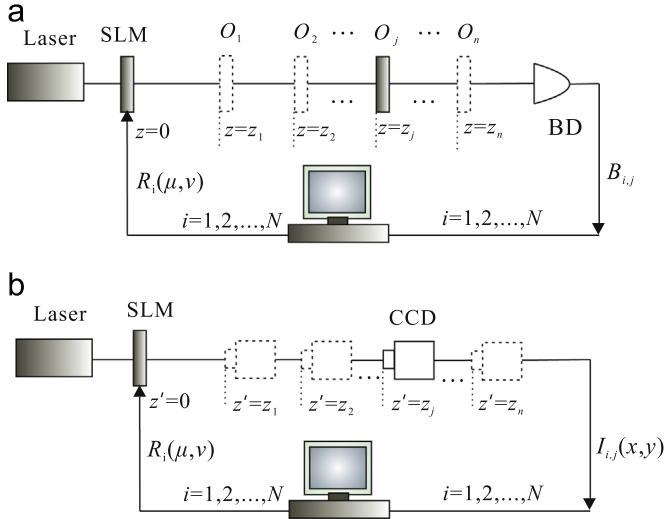 a
Laser
SLM
O₁
O₂ ··· Oⱼ ··· Oₙ
··· ···
z=0
z=z₁
z=z₂
z=zⱼ
z=zₙ
BD
Rᵢ(μ,ν)
Bᵢ,ⱼ
i=1,2,...,N
i=1,2,...,N
b
Laser
SLM
CCD
··· ···
z'=0
z'=z₁
z'=z₂
z'=zⱼ
z'=zₙ
Rᵢ(μ,ν)
Iᵢ,ⱼ(x,y)
i=1,2,...,N
i=1,2,...,N